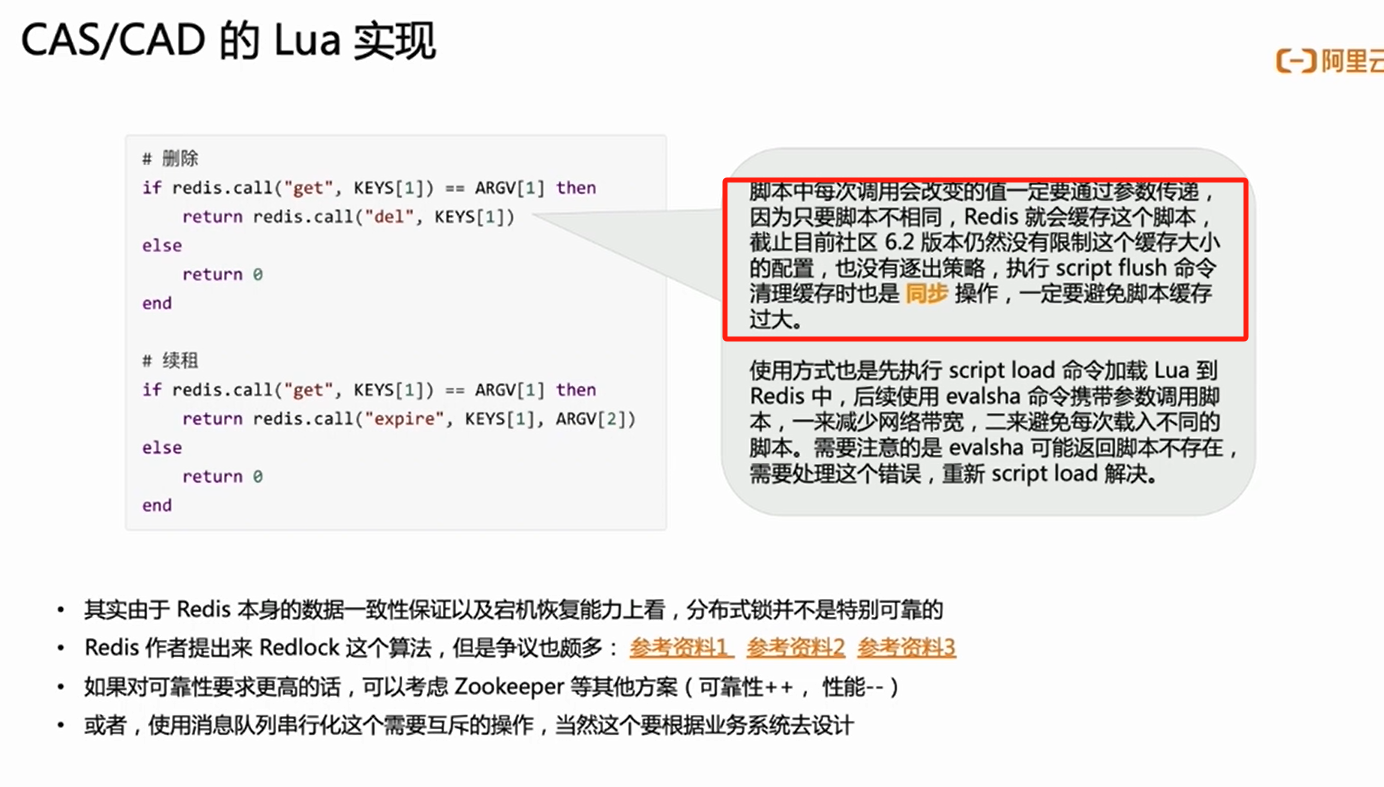 CAS/CAD 的 Lua 实现
阿里云
# 删除
if redis.call("get", KEYS[1]) == ARGV[1] then
    return redis.call("del", KEYS[1])
else
    return 0
end
# 续租
if redis.call("get", KEYS[1]) == ARGV[1] then
    return redis.call("expire", KEYS[1], ARGV[2])
else
    return 0
end
脚本中每次调用会改变的值一定要通过参数传递，
因为只要脚本不相同，Redis 就会缓存这个脚本，
截止目前社区 6.2 版本仍然没有限制这个缓存大小
的配置，也没有逐出策略，执行 script flush 命令
清理缓存时也是 同步 操作，一定要避免脚本缓存
过大。
使用方式也是先执行 script load 命令加载 Lua 到
Redis 中，后续使用 evalsha 命令携带参数调用脚
本，一来减少网络带宽，二来避免每次载入不同的
脚本。需要注意的是 evalsha 可能返回脚本不存在，
需要处理这个错误，重新 script load 解决。
• 其实由于 Redis 本身的数据一致性保证以及宕机恢复能力上看，分布式锁并不是特别可靠的
• Redis 作者提出来 Redlock 这个算法，但是争议也颇多： 参考资料1 参考资料2 参考资料3
• 如果对可靠性要求更高的话，可以考虑 Zookeeper 等其他方案（可靠性++， 性能--）
• 或者，使用消息队列串行化这个需要互斥的操作，当然这个要根据业务系统去设计